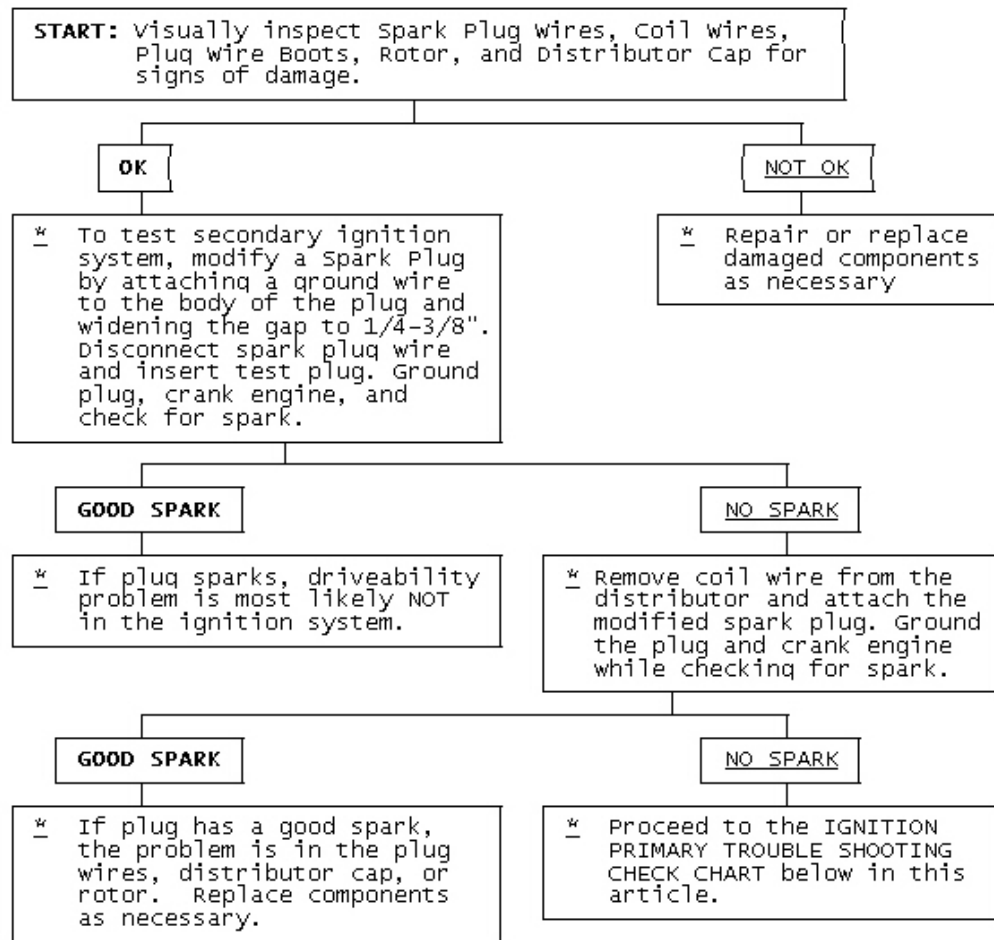 START: Visually inspect Spark Plug Wires, Coil Wires,
Plug Wire Boots, Rotor, and Distributor Cap for
signs of damage.
OK
NOT OK
* To test secondary ignition
system, modify a Spark Plug
by attaching a ground wire
to the body of the plug and
widening the gap to 1/4-3/8".
Disconnect spark plug wire
and insert test plug. Ground
plug, crank engine, and
check for spark.
* Repair or replace
damaged components
as necessary
GOOD SPARK
NO SPARK
* If plug sparks, driveability
problem is most likely NOT
in the ignition system.
* Remove coil wire from the
distributor and attach the
modified spark plug. Ground
the plug and crank engine
while checking for spark.
GOOD SPARK
NO SPARK
* If plug has a good spark,
the problem is in the plug
wires, distributor cap, or
rotor. Replace components
as necessary.
* Proceed to the IGNITION
PRIMARY TROUBLE SHOOTING
CHECK CHART below in this
article.